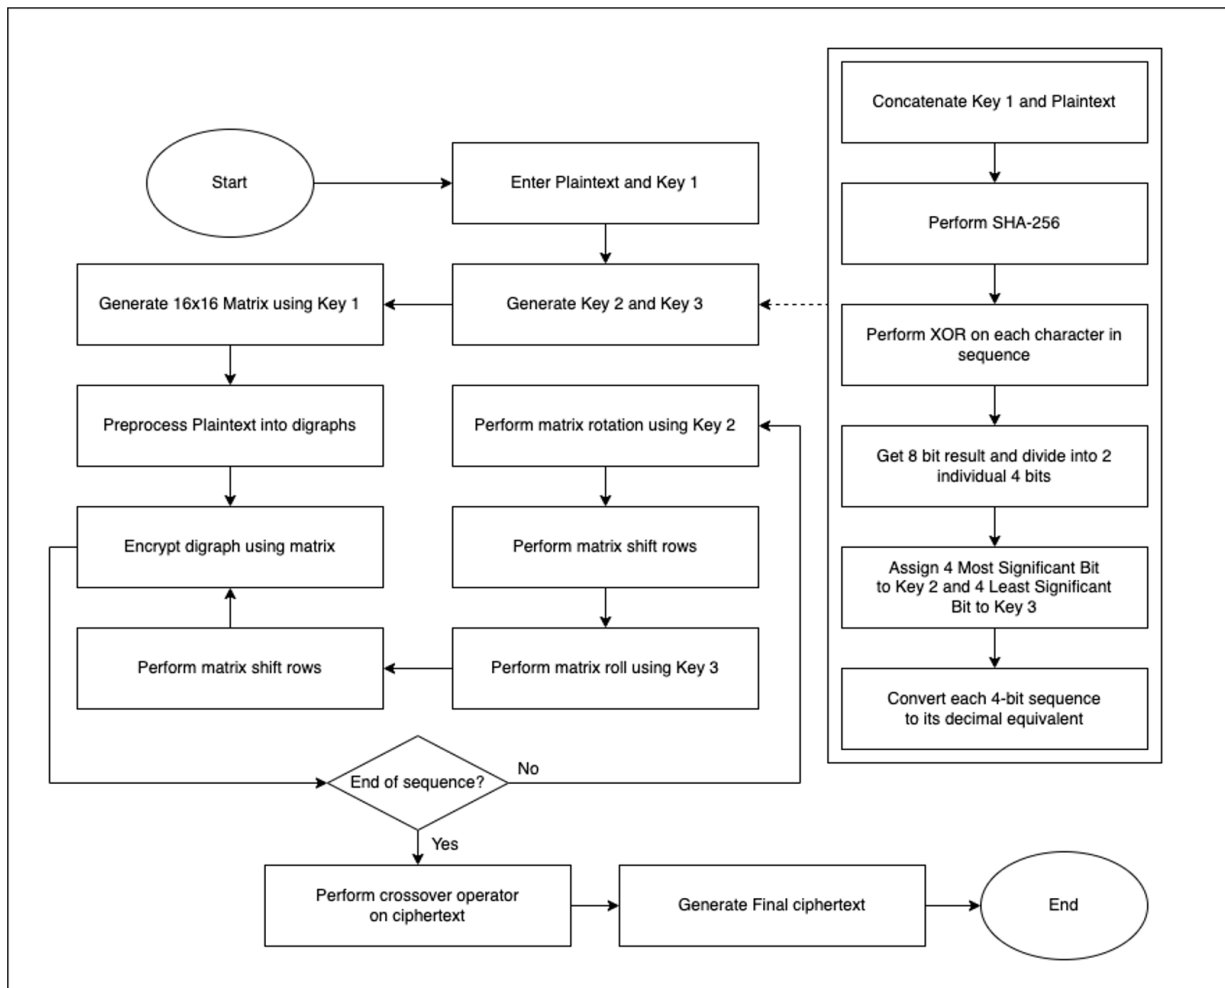 Start
Enter Plaintext and Key 1
Generate 16x16 Matrix using Key 1
Generate Key 2 and Key 3
Preprocess Plaintext into digraphs
Perform matrix rotation using Key 2
Encrypt digraph using matrix
Perform matrix shift rows
Perform matrix shift rows
Perform matrix roll using Key 3
End of sequence?
No
Yes
Perform crossover operator
on ciphertext
Generate Final ciphertext
End
Concatenate Key 1 and Plaintext
Perform SHA-256
Perform XOR on each character in
sequence
Get 8 bit result and divide into 2
individual 4 bits
Assign 4 Most Significant Bit
to Key 2 and 4 Least Significant
Bit to Key 3
Convert each 4-bit sequence
to its decimal equivalent